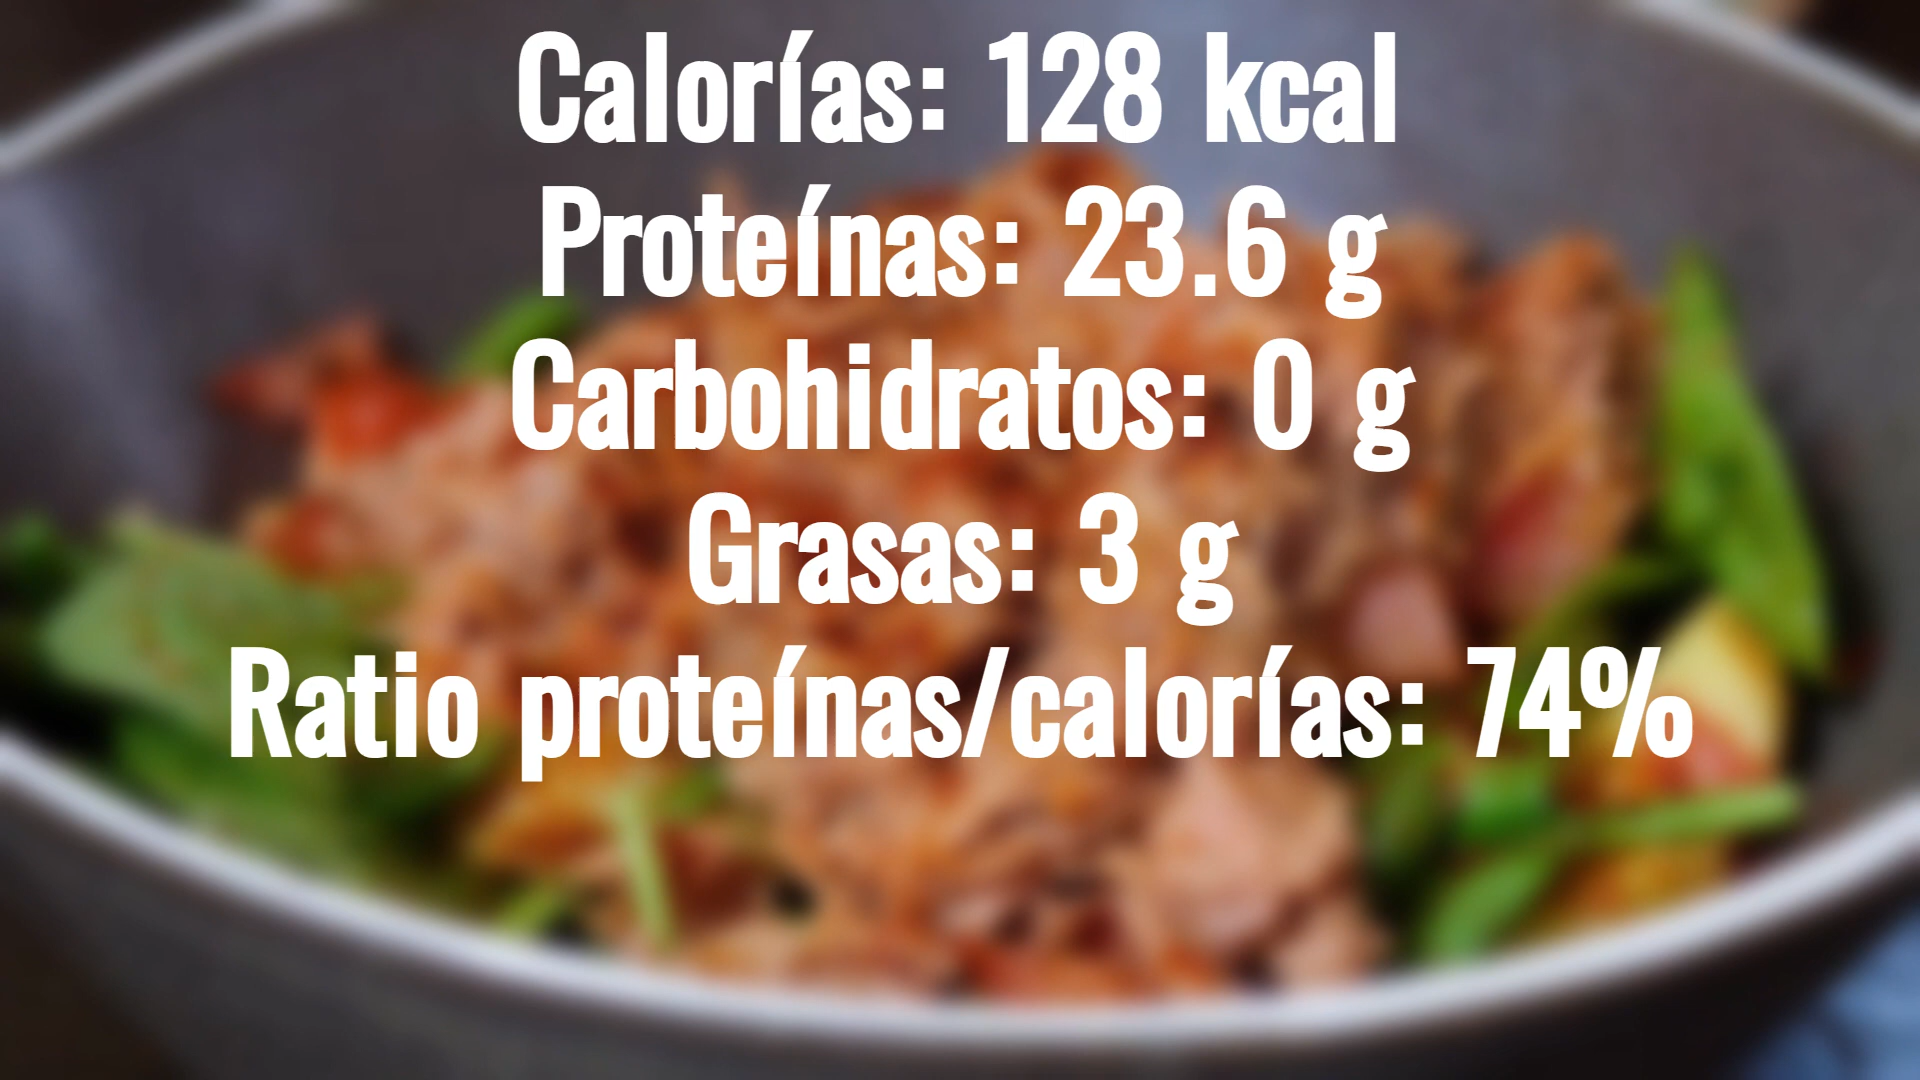 Calorías: 128 kcal
Proteínas: 23.6 g
Carbohidratos: 0 g
Grasas: 3 g
Ratio proteínas/calorías: 74%